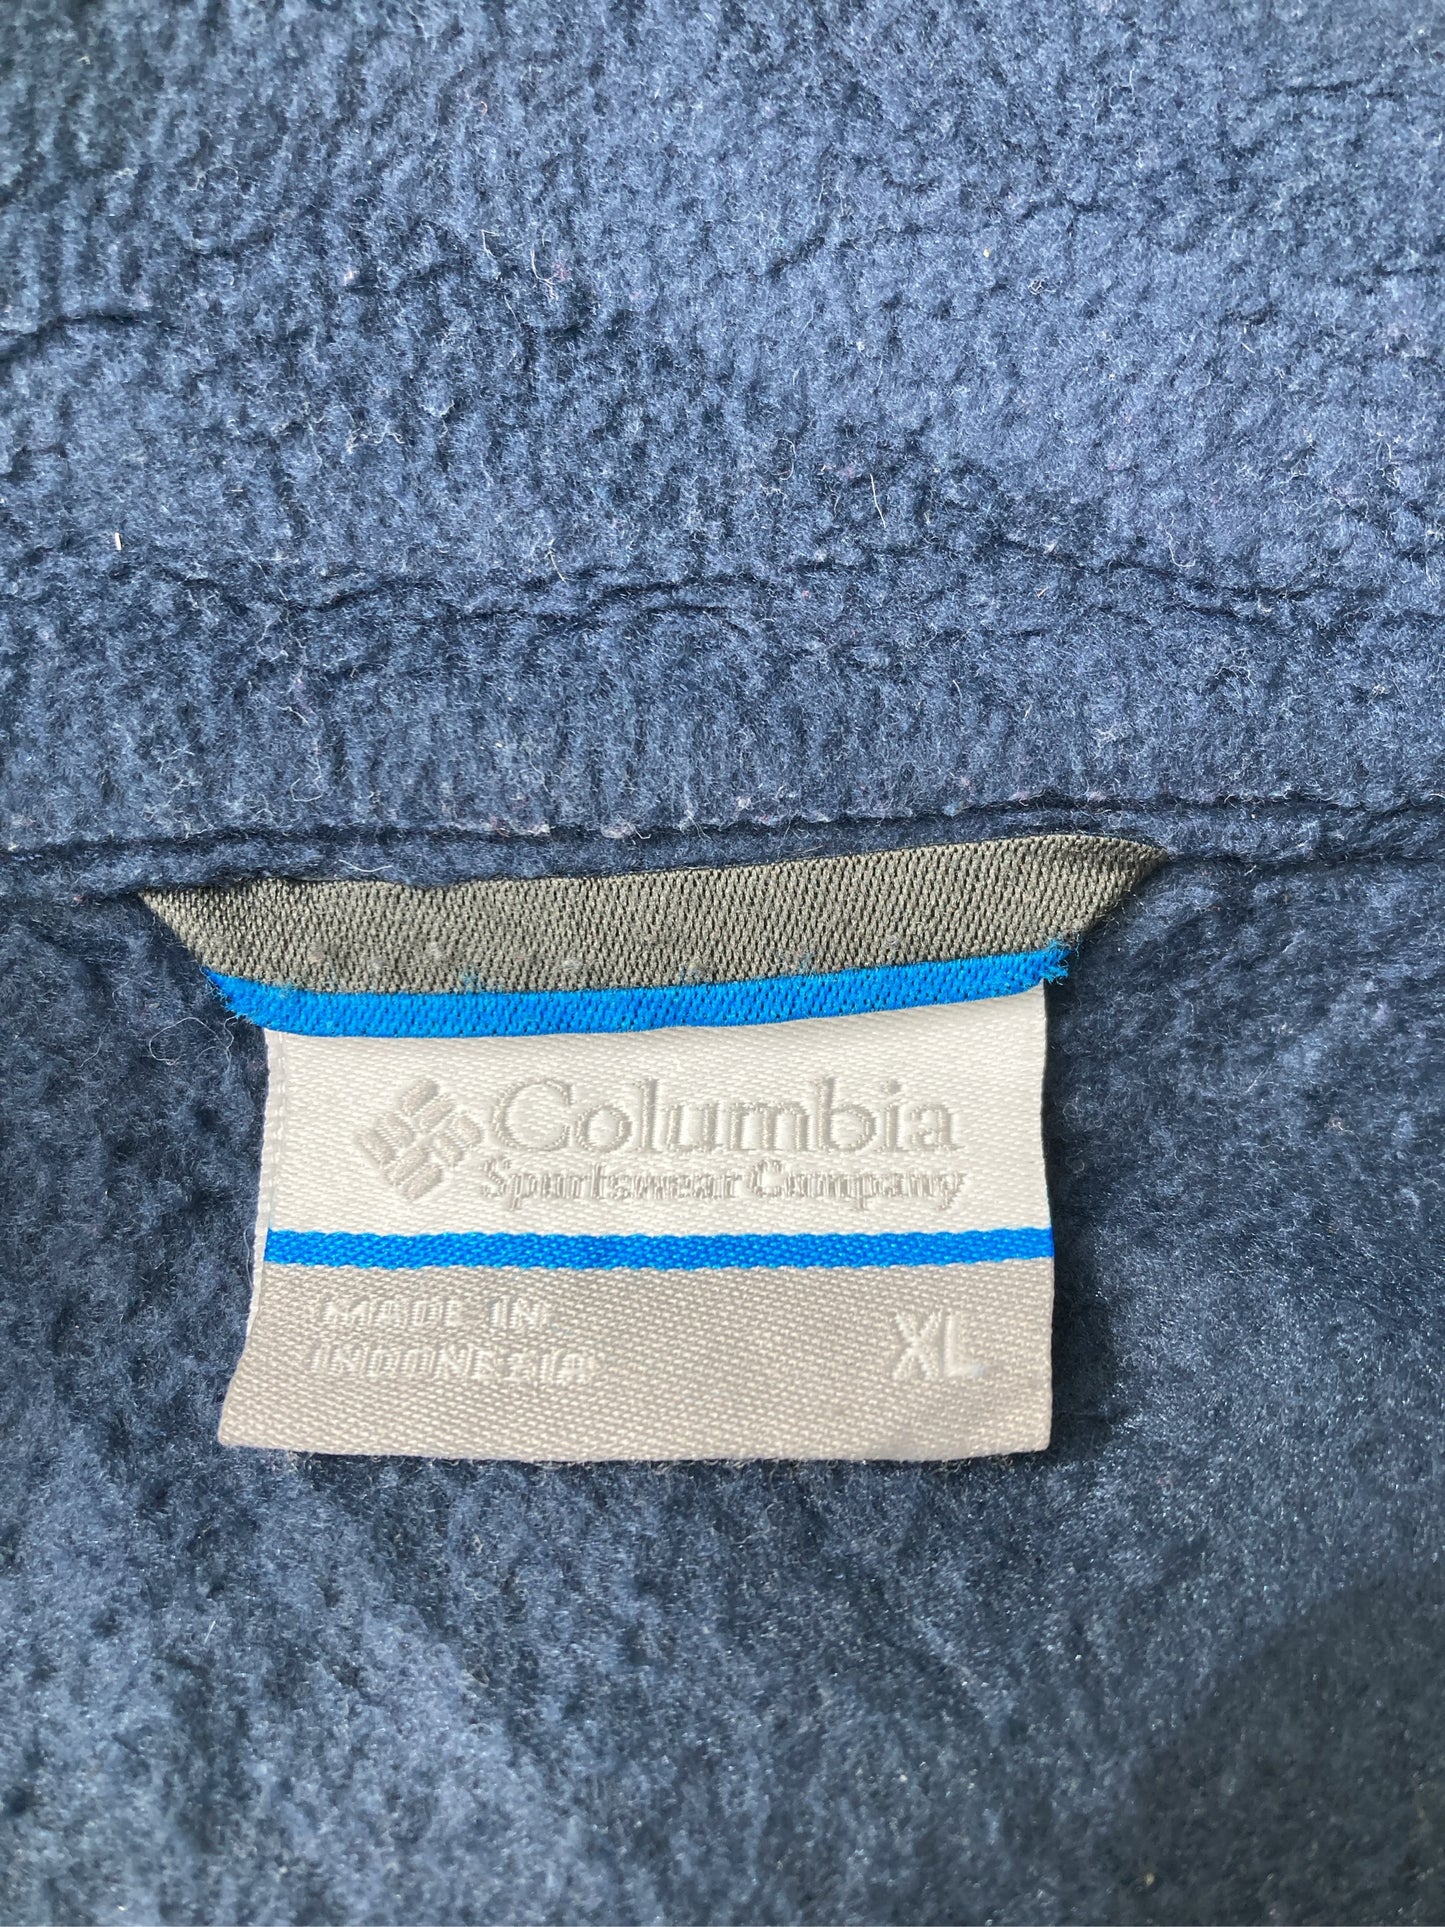 Columbia
Sportswear Company
MADE IN
INDONESIA
XL